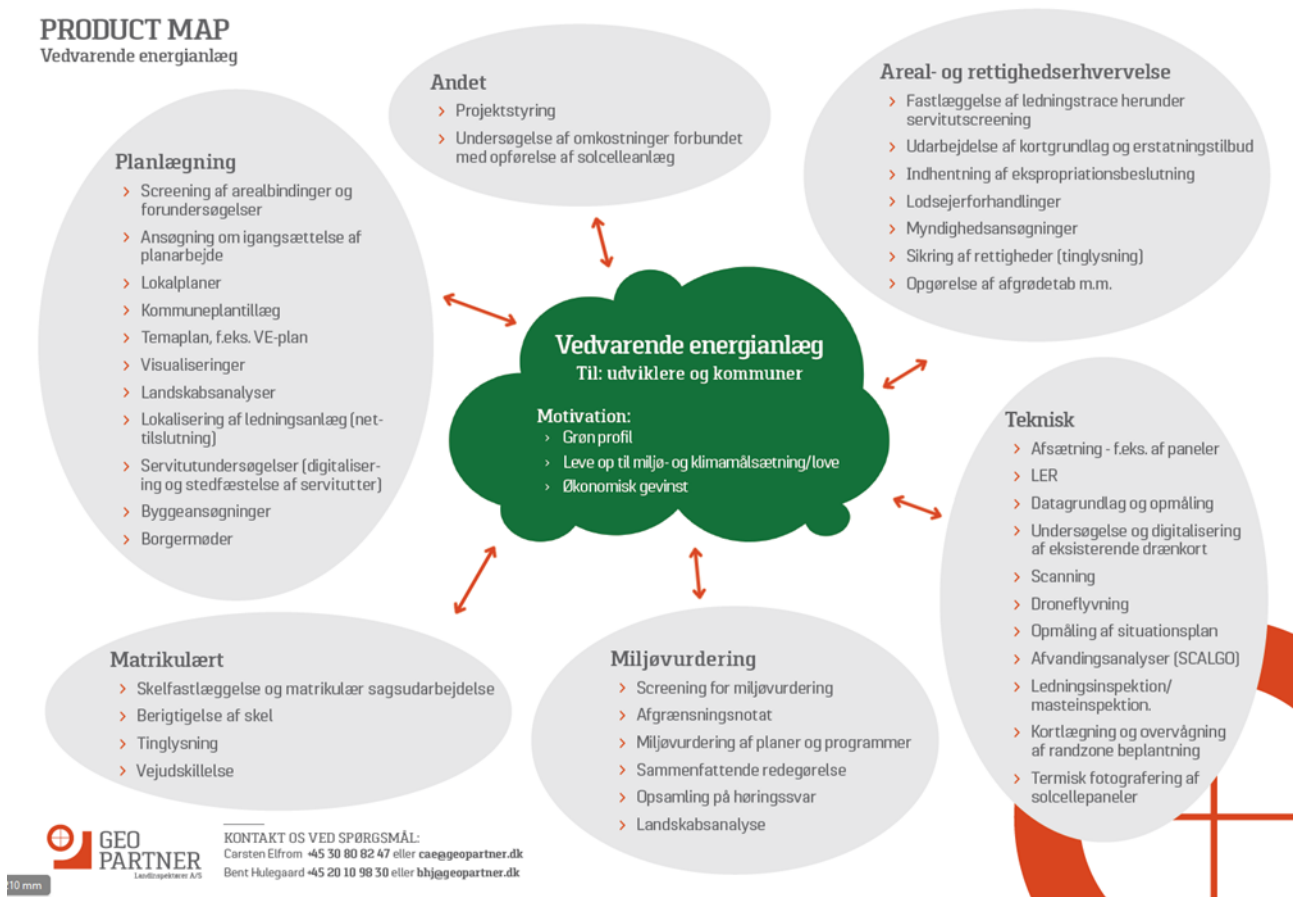 PRODUCT MAP
Vedvarende energianlæg
Andet
Projektstyring
Undersøgelse af omkostninger forbundet
med opførelse af solcelleanlæg
Areal- og rettighedserhvervelse
Fastlæggelse af ledningstrace herunder
servitutscreening
Udarbejdelse af kortgrundlag og erstatningstilbud
Indhentning af ekspropriationsbeslutning
Lodsejerforhandlinger
Myndighedsansøgninger
Sikring af rettigheder (tinglysning)
Opgørelse af afgrødetab m.m.
Planlægning
Screening af arealbindinger og
forundersøgelser
Ansøgning om igangsættelse af
planarbejde
Lokalplaner
Kommuneplantillæg
Temaplan, f.eks. VE-plan
Visualiseringer
Landskabsanalyser
Lokalisering af ledningsanlæg (net-
tilslutning)
Servitutundersøgelser (digitaliser-
ing og stedfæstelse af servitutter)
Byggeansøgninger
Borgermøder
Vedvarende energianlæg
Til: udviklere og kommuner
Motivation:
Grøn profil
Leve op til miljø- og klimamålsætning/love
Økonomisk gevinst
Teknisk
Afsætning - f.eks. af paneler
LER
Datagrundlag og opmåling
Undersøgelse og digitalisering
af eksisterende drænkort
Scanning
Droneflyvning
Opmåling af situationsplan
Afvandingsanalyser (SCALGO)
Ledningsinspektion/
masteinspektion.
Kortlægning og overvågning
af randzone beplantning
Termisk fotografering af
solcellepaneler
Matrikulært
Skelfastlæggelse og matrikulær sagsudarbejdelse
Berigtigelse af skel
Tinglysning
Vejudskillelse
Miljøvurdering
Screening for miljøvurdering
Afgrænsningsnotat
Miljøvurdering af planer og programmer
Sammenfattende redegørelse
Opsamling på høringssvar
Landskabsanalyse
GEO
PARTNER
Landinspektører A/S
KONTAKT OS VED SPØRGSMÅL:
Carsten Elfrom +45 30 80 82 47 eller cae@geopartner.dk
Bent Hulegaard +45 20 10 98 30 eller bhj@geopartner.dk
210 mm